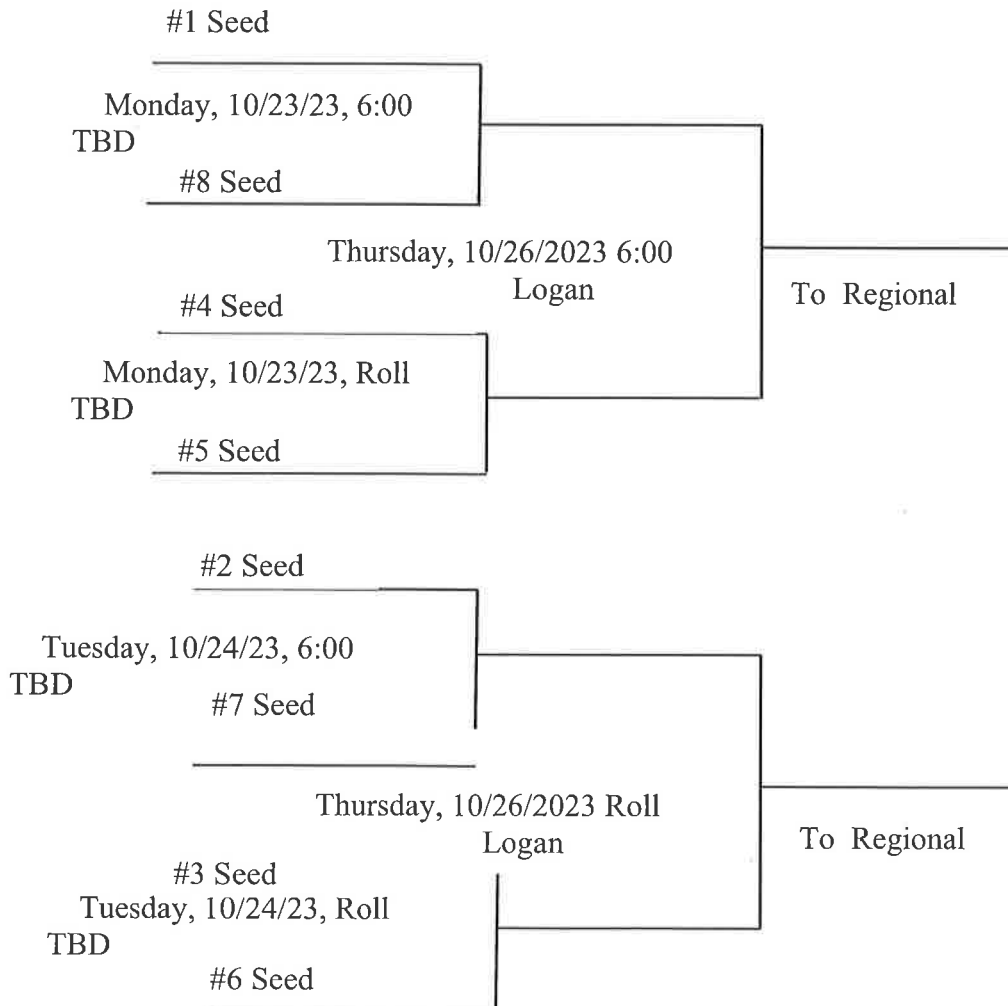 #1 Seed
Monday, 10/23/23, 6:00
TBD
#8 Seed
Thursday, 10/26/2023 6:00
Logan
To Regional
#4 Seed
Monday, 10/23/23, Roll
TBD
#5 Seed
#2 Seed
Tuesday, 10/24/23, 6:00
TBD
#7 Seed
Thursday, 10/26/2023 Roll
Logan
To Regional
#3 Seed
Tuesday, 10/24/23, Roll
TBD
#6 Seed